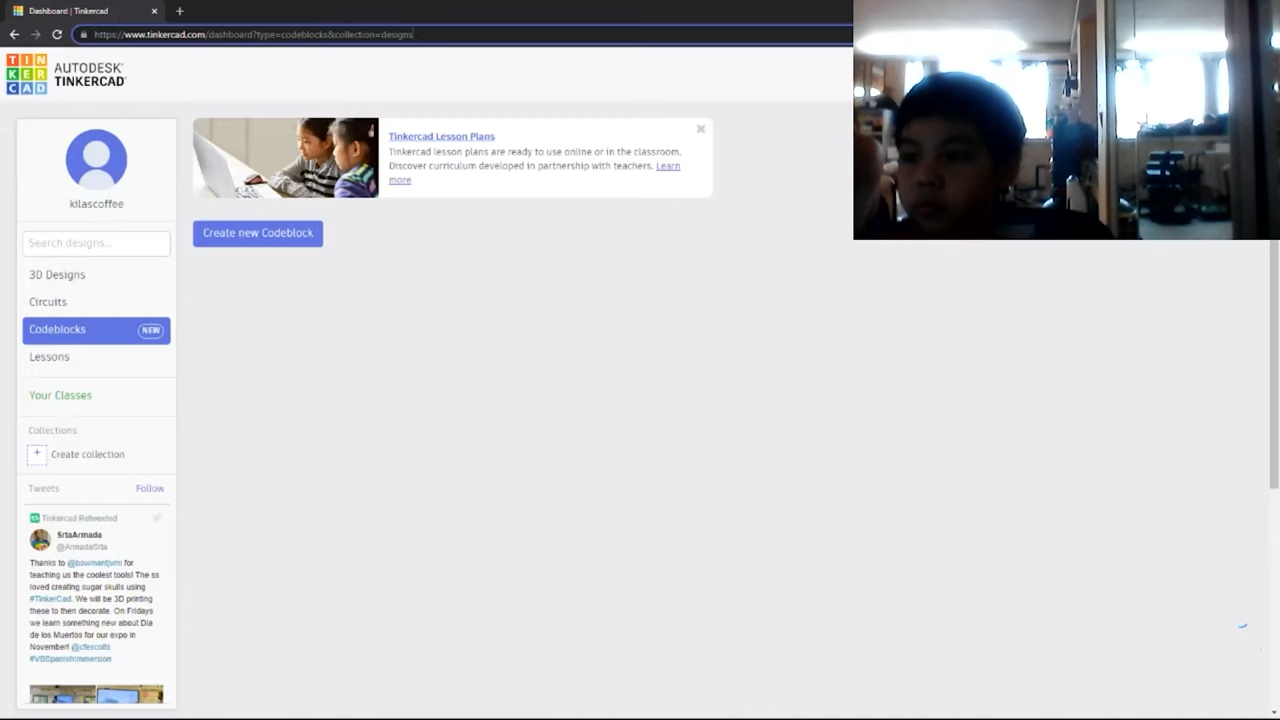 Dashboard | Tinkercad
https://www.tinkercad.com/dashboard?type=codeblocks&collection=designs
TIN
KER
CAD
AUTODESK
TINKERCAD
kilascoffee
Search designs...
3D Designs
Circuits
Codeblocks NEW
Lessons
Your Classes
Collections
+ Create collection
Tweets Follow
Tinkercad Retweeted
SrtaArmada
@ArmadaSrta
Thanks to @bowmantjvmi for
teaching us the coolest tools! The ss
loved creating sugar skulls using
#TinkerCad. We will be 3D printing
these to then decorate. On Fridays
we learn something new about Dia
de los Muertos for our expo in
November! @cfescolts
#VBSpanishImmersion
Tinkercad Lesson Plans
Tinkercad lesson plans are ready to use online or in the classroom.
Discover curriculum developed in partnership with teachers. Learn
more
Create new Codeblock